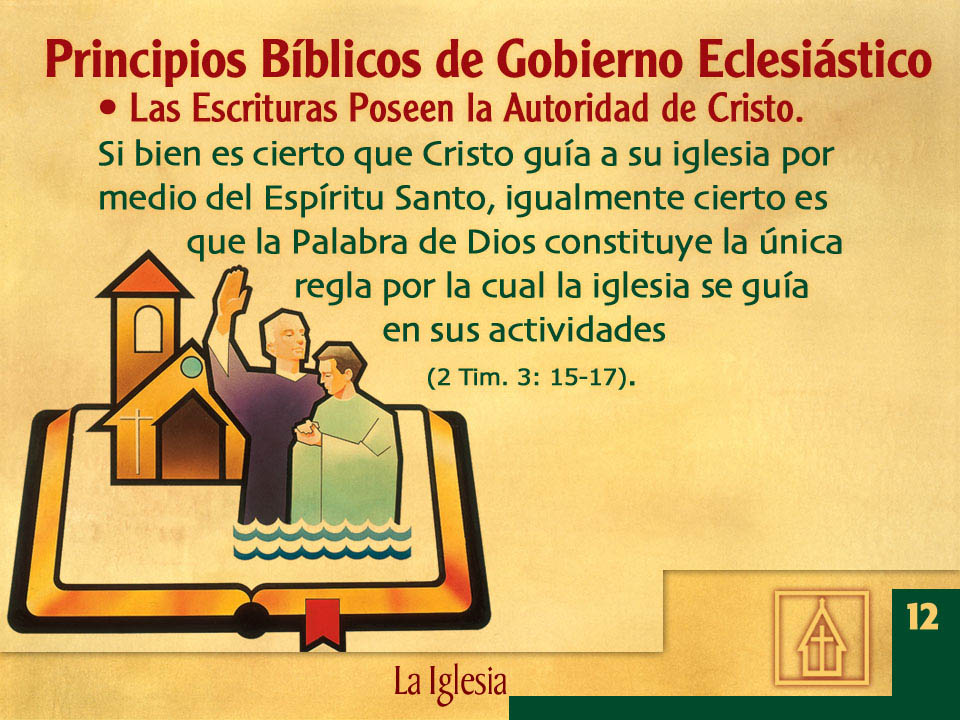 Principios Bíblicos de Gobierno Eclesiástico
• Las Escrituras Poseen la Autoridad de Cristo.
Si bien es cierto que Cristo guía a su iglesia por
medio del Espíritu Santo, igualmente cierto es
que la Palabra de Dios constituye la única
regla por la cual la iglesia se guía
en sus actividades
(2 Tim. 3: 15-17).
12
La Iglesia